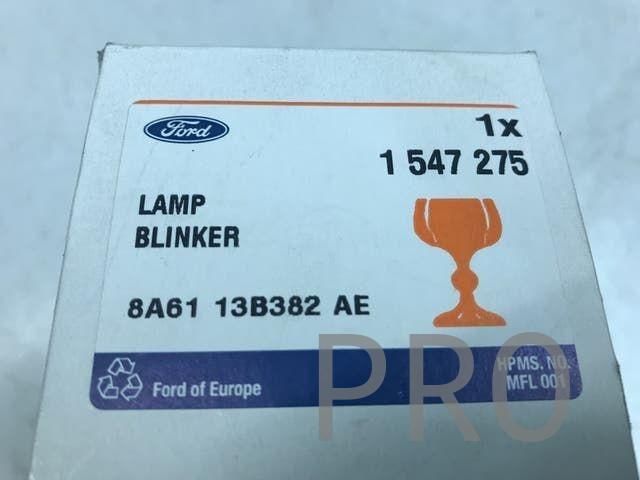 Ford
1x
1 547 275
LAMP
BLINKER
8A61 13B382 AE
Ford of Europe
HPMS. NO.
MFL 001
PRO